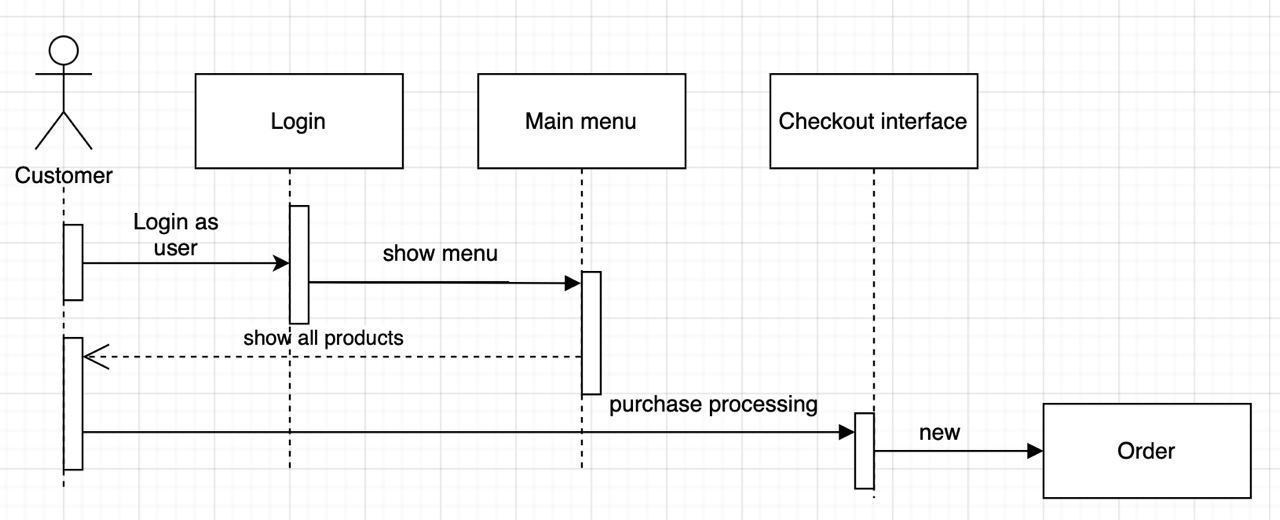 Login
Main menu
Checkout interface
Customer
Login as
user
show menu
show all products
purchase processing
new
Order